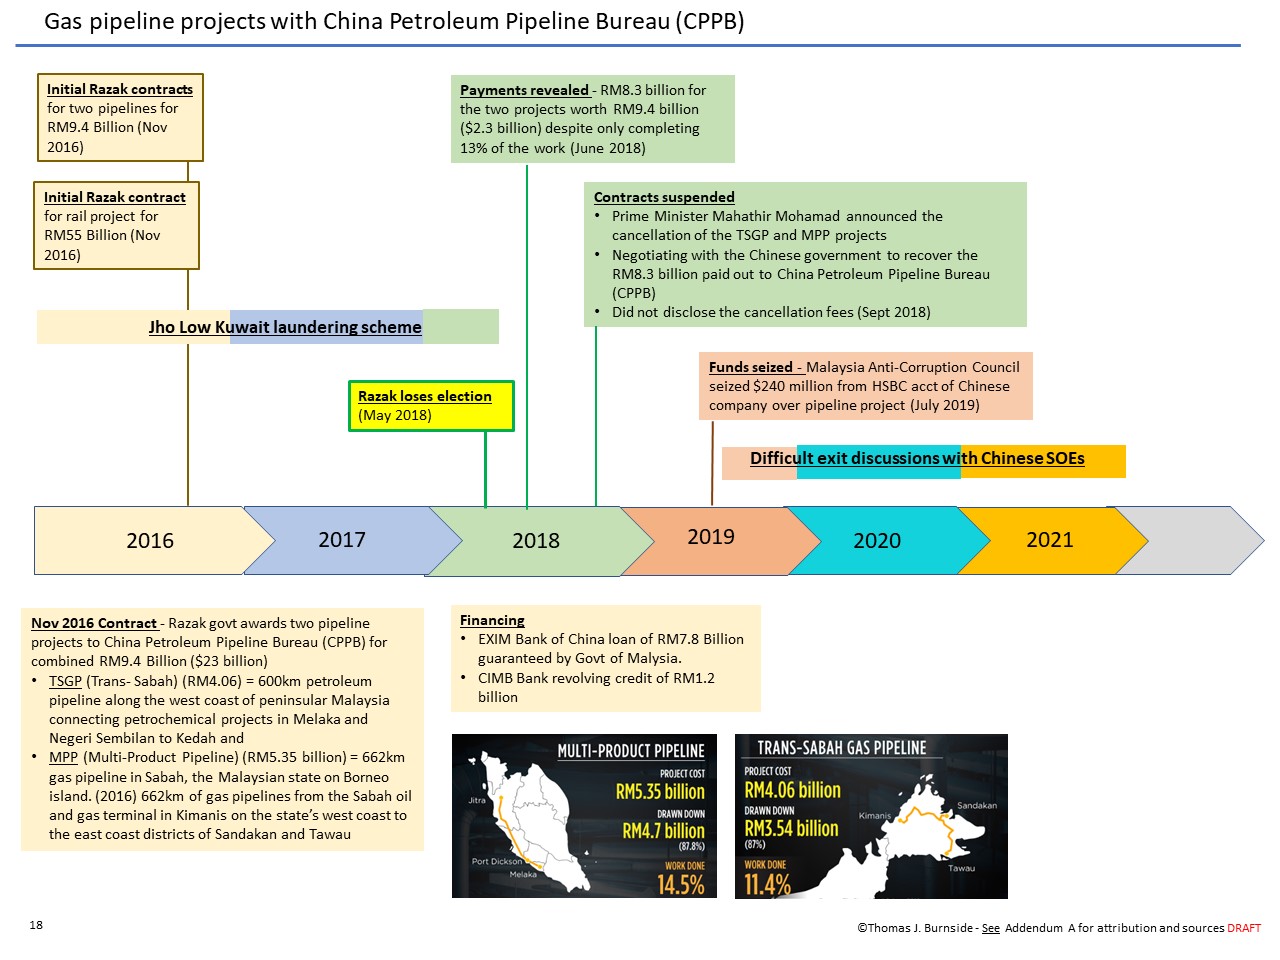 Gas pipeline projects with China Petroleum Pipeline Bureau (CPPB)
Initial Razak contracts
for two pipelines for
RM9.4 Billion (Nov
2016)
Initial Razak contract
for rail project for
RM55 Billion (Nov
2016)
Payments revealed - RM8.3 billion for
the two projects worth RM9.4 billion
($2.3 billion) despite only completing
13% of the work (June 2018)
Contracts suspended
• Prime Minister Mahathir Mohamad announced the
cancellation of the TSGP and MPP projects
• Negotiating with the Chinese government to recover the
RM8.3 billion paid out to China Petroleum Pipeline Bureau
(CPPB)
• Did not disclose the cancellation fees (Sept 2018)
Jho Low Kuwait laundering scheme
Razak loses election
(May 2018)
Funds seized - Malaysia Anti-Corruption Council
seized $240 million from HSBC acct of Chinese
company over pipeline project (July 2019)
Difficult exit discussions with Chinese SOEs
2016
2017
2018
2019
2020
2021
Nov 2016 Contract - Razak govt awards two pipeline
projects to China Petroleum Pipeline Bureau (CPPB) for
combined RM9.4 Billion ($23 billion)
• TSGP (Trans- Sabah) (RM4.06) = 600km petroleum
pipeline along the west coast of peninsular Malaysia
connecting petrochemical projects in Melaka and
Negeri Sembilan to Kedah and
• MPP (Multi-Product Pipeline) (RM5.35 billion) = 662km
gas pipeline in Sabah, the Malaysian state on Borneo
island. (2016) 662km of gas pipelines from the Sabah oil
and gas terminal in Kimanis on the state's west coast to
the east coast districts of Sandakan and Tawau
Financing
• EXIM Bank of China loan of RM7.8 Billion
guaranteed by Govt of Malysia.
• CIMB Bank revolving credit of RM1.2
billion
MULTI-PRODUCT PIPELINE
PROJECT COST
RM5.35 billion
DRAWN DOWN
RM4.7 billion
(87.8%)
WORK DONE
14.5%
Jitra
Port Dickson
Melaka
TRANS-SABAH GAS PIPELINE
PROJECT COST
RM4.06 billion
DRAWN DOWN
RM3.54 billion
(87%)
WORK DONE
11.4%
Kimanis
Sandakan
Tawau
18
©Thomas J. Burnside - See Addendum A for attribution and sources DRAFT